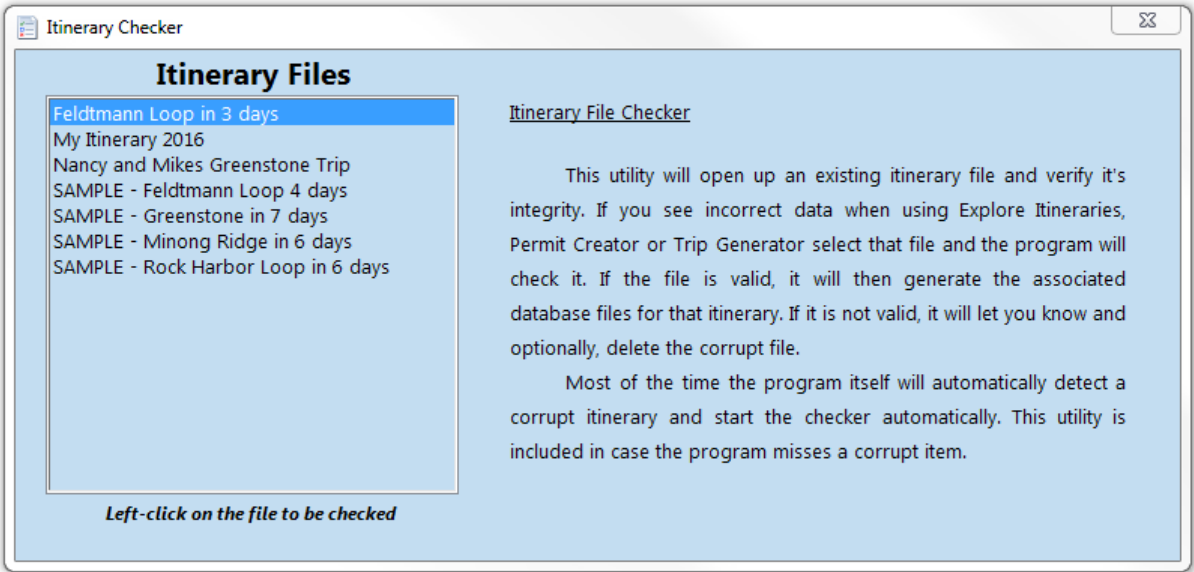 Itinerary Checker
Itinerary Files
Feldtmann Loop in 3 days
My Itinerary 2016
Nancy and Mikes Greenstone Trip
SAMPLE - Feldtmann Loop 4 days
SAMPLE - Greenstone in 7 days
SAMPLE - Minong Ridge in 6 days
SAMPLE - Rock Harbor Loop in 6 days
Left-click on the file to be checked
Itinerary File Checker
This utility will open up an existing itinerary file and verify it's
integrity. If you see incorrect data when using Explore Itineraries,
Permit Creator or Trip Generator select that file and the program will
check it. If the file is valid, it will then generate the associated
database files for that itinerary. If it is not valid, it will let you know and
optionally, delete the corrupt file.
Most of the time the program itself will automatically detect a
corrupt itinerary and start the checker automatically. This utility is
included in case the program misses a corrupt item.